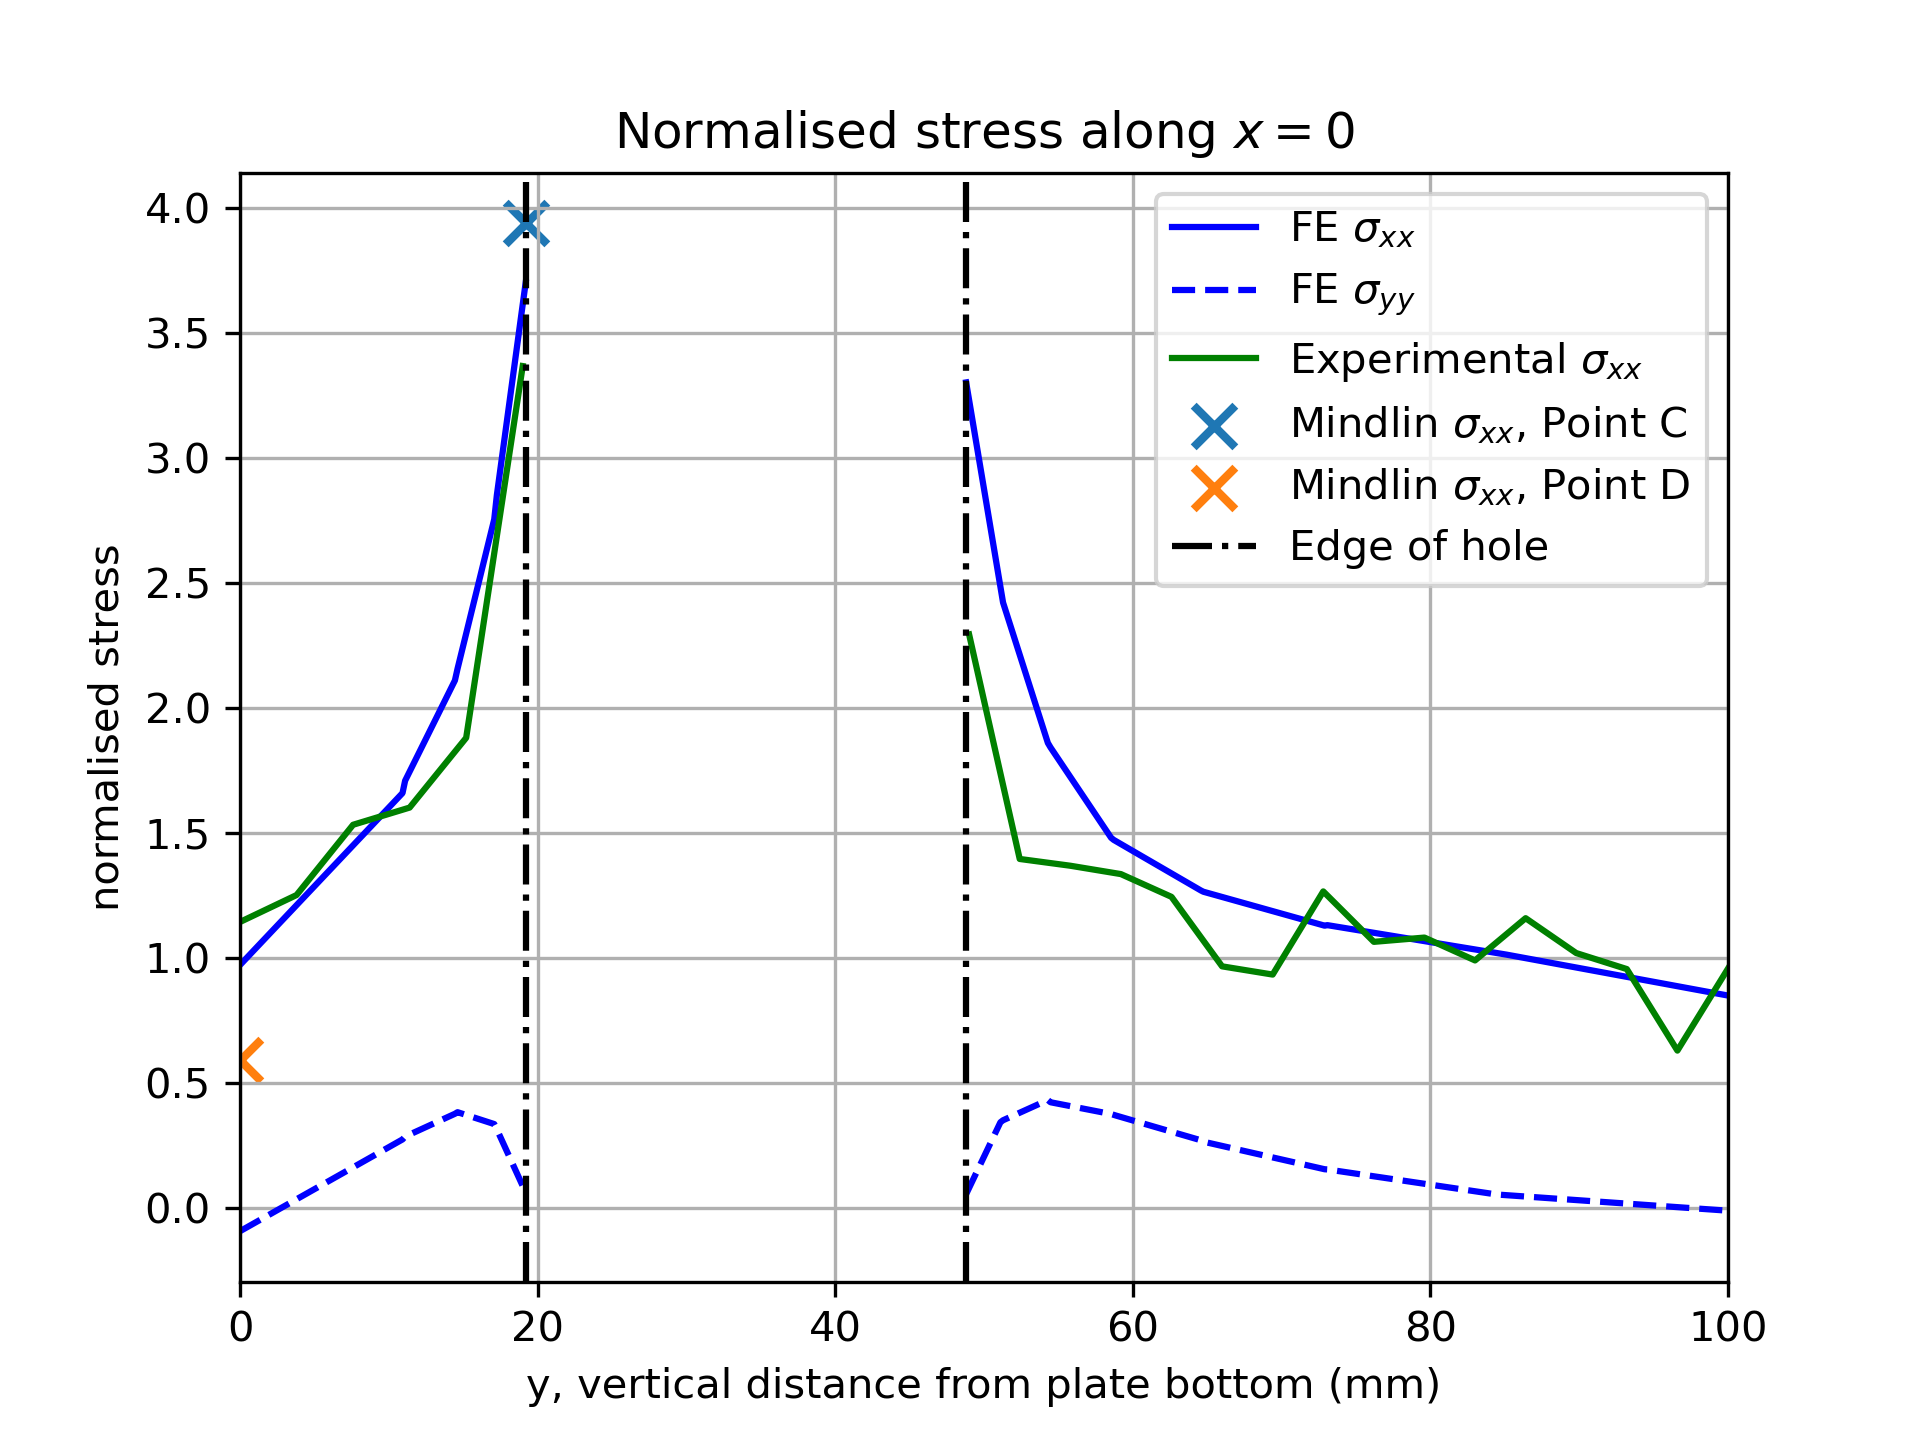 Normalised stress along x = 0
4.0
3.5
3.0
2.5
2.0
1.5
1.0
0.5
0.0
normalised stress
FE σxx
FE σyy
Experimental σxx
Mindlin σxx, Point C
Mindlin σxx, Point D
Edge of hole
0 20 40 60 80 100
y, vertical distance from plate bottom (mm)